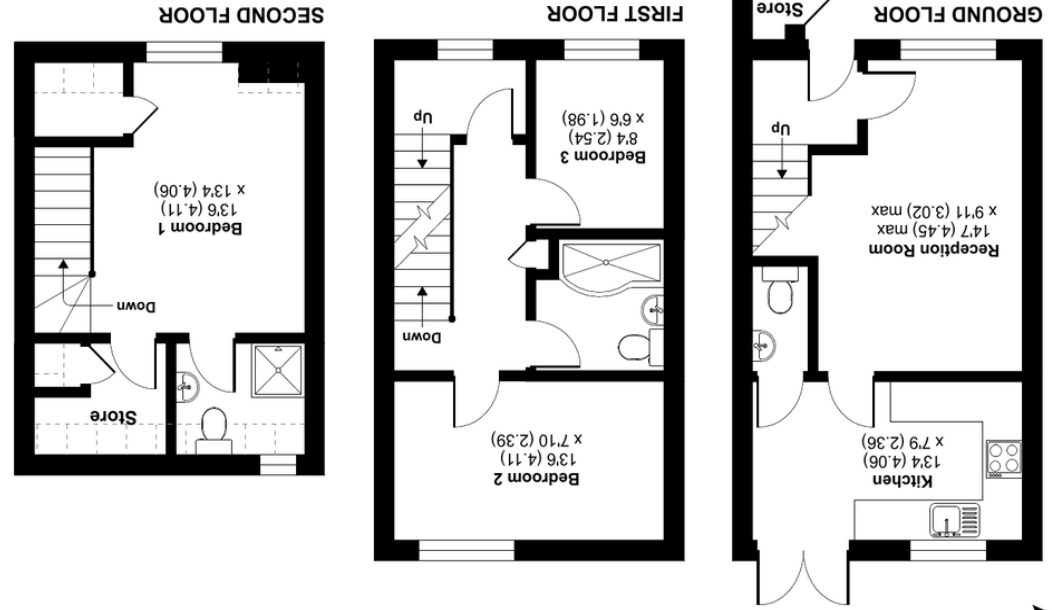 Store
GROUND FLOOR
FIRST FLOOR
SECOND FLOOR
Up
Reception Room
14'7 (4.45) max
x 9'11 (3.02) max
Kitchen
13'4 (4.06)
x 7'9 (2.36)
Up
Down
Bedroom 3
8'4 (2.54)
x 6'6 (1.98)
Bedroom 2
13'6 (4.11)
x 7'10 (2.39)
Bedroom 1
13'6 (4.11)
x 13'4 (4.06)
Down
Store